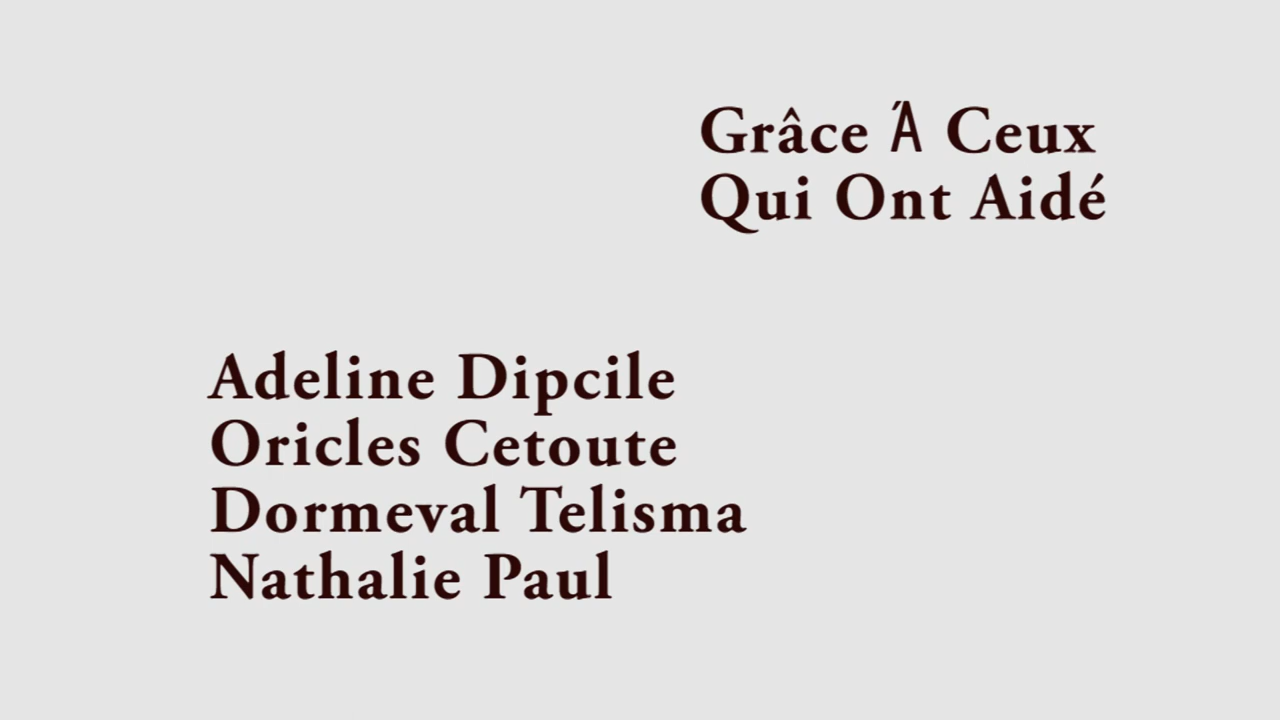 Grâce Á Ceux
Qui Ont Aidé
Adeline Dipcile
Oricles Cetoute
Dormeval Telisma
Nathalie Paul